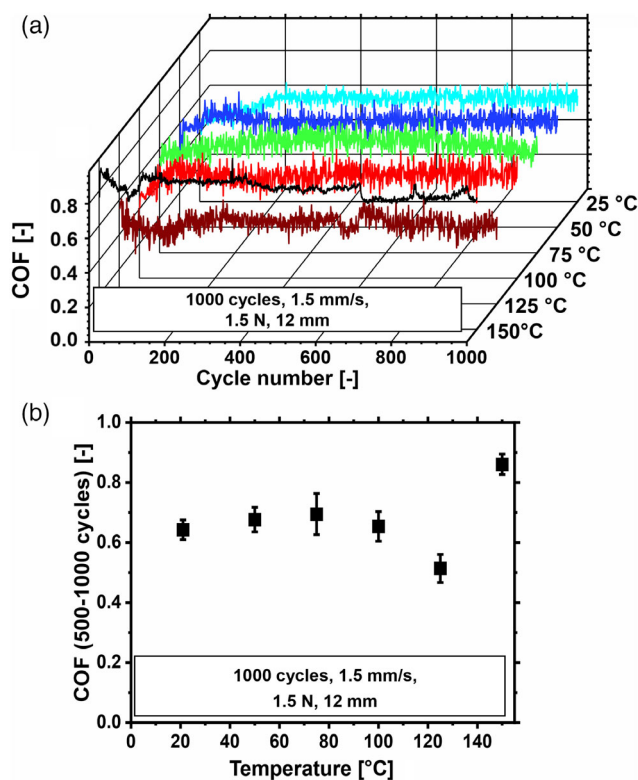 (a)
0.8
0.6
0.4
0.2
0.0
COF [-]
25 °C
50 °C
75 °C
100 °C
125 °C
150°C
1000 cycles, 1.5 mm/s,
1.5 N, 12 mm
0 200 400 600 800 1000
Cycle number [-]
(b)
1.0
0.8
0.6
0.4
0.2
0.0
COF (500-1000 cycles) [-]
1000 cycles, 1.5 mm/s,
1.5 N, 12 mm
0 20 40 60 80 100 120 140
Temperature [°C]